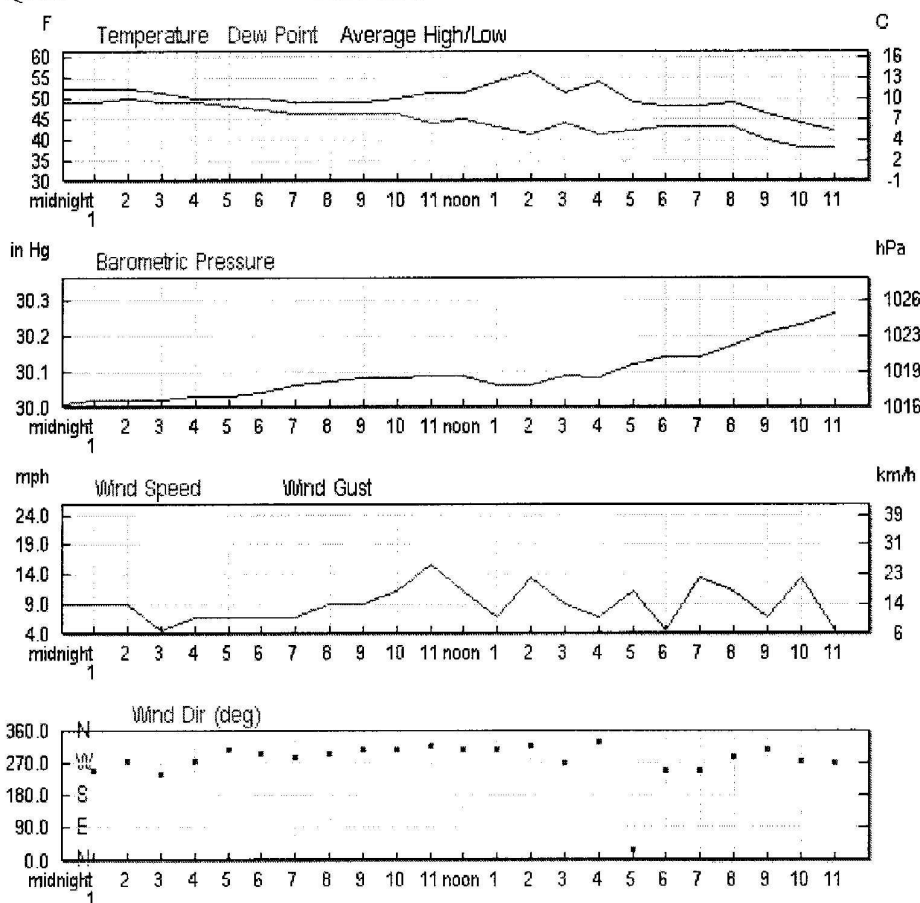 F C
Temperature Dew Point Average High/Low
60 16
55 13
50 10
45 7
40 4
35 2
30 -1
midnight 1 2 3 4 5 6 7 8 9 10 11 noon 1 2 3 4 5 6 7 8 9 10 11
in Hg hPa
Barometric Pressure
30.3 1026
30.2 1023
30.1 1019
30.0 1016
midnight 1 2 3 4 5 6 7 8 9 10 11 noon 1 2 3 4 5 6 7 8 9 10 11
mph km/h
Wind Speed Wind Gust
24.0 39
19.0 31
14.0 23
9.0 14
4.0 6
midnight 1 2 3 4 5 6 7 8 9 10 11 noon 1 2 3 4 5 6 7 8 9 10 11
Wind Dir (deg)
360.0 N
270.0 W
180.0 S
90.0 E
0.0 N
midnight 1 2 3 4 5 6 7 8 9 10 11 noon 1 2 3 4 5 6 7 8 9 10 11